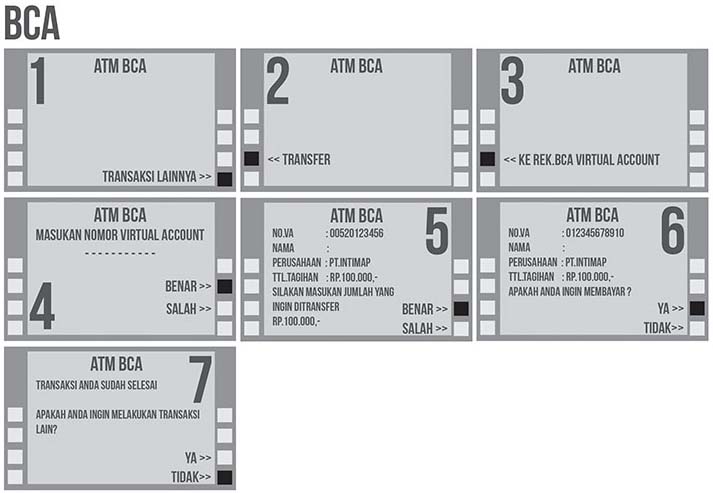 BCA
1
ATM BCA
TRANSAKSI LAINNYA >>
2
ATM BCA
<< TRANSFER
3
ATM BCA
<< KE REK.BCA VIRTUAL ACCOUNT
4
ATM BCA
MASUKAN NOMOR VIRTUAL ACCOUNT
- - - - - - - - - - -
BENAR >>
SALAH >>
5
ATM BCA
NO.VA : 00520123456
NAMA :
PERUSAHAAN : PT.INTIMAP
TTL.TAGIHAN : RP.100.000,-
SILAKAN MASUKAN JUMLAH YANG
INGIN DITRANSFER
RP.100.000,-
BENAR >>
SALAH >>
6
ATM BCA
NO.VA : 012345678910
NAMA :
PERUSAHAAN : PT.INTIMAP
TTL.TAGIHAN : RP.100.000,-
APAKAH ANDA INGIN MEMBAYAR ?
YA >>
TIDAK>>
7
ATM BCA
TRANSAKSI ANDA SUDAH SELESAI
APAKAH ANDA INGIN MELAKUKAN TRANSAKSI
LAIN?
YA >>
TIDAK>>